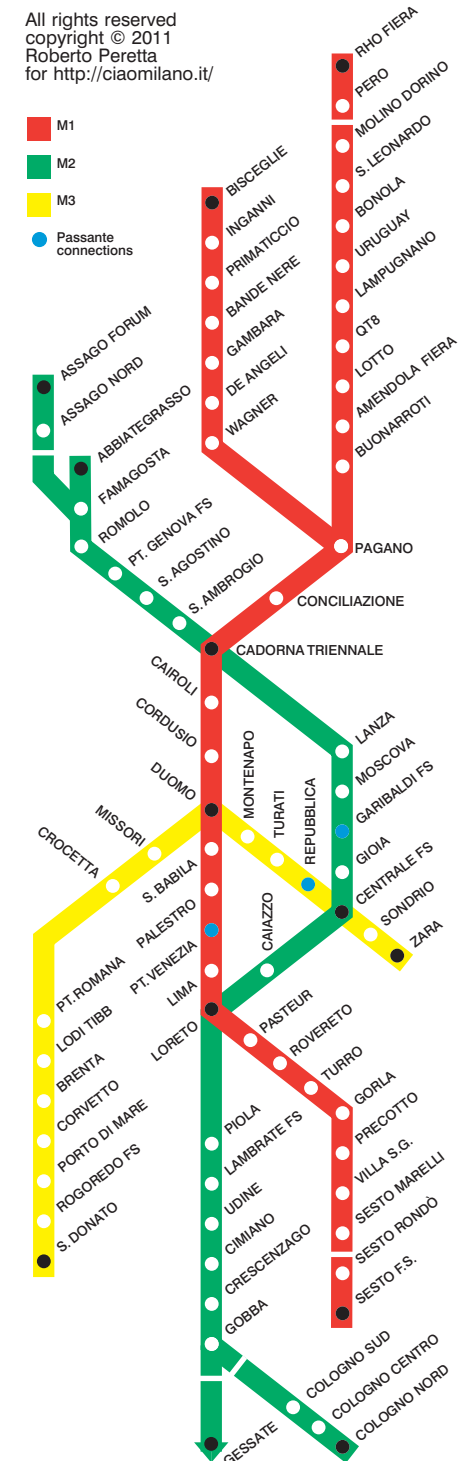 All rights reserved
copyright © 2011
Roberto Peretta
for http://ciaomilano.it/
M1
M2
M3
Passante
connections
RHO FIERA
PERO
MOLINO DORINO
S. LEONARDO
BONOLA
URUGUAY
LAMPUGNANO
QT8
LOTTO
AMENDOLA FIERA
BUONARROTI
BISCEGLIE
INGANNI
PRIMATICCIO
BANDE NERE
GAMBARA
DE ANGELI
WAGNER
ASSAGO FORUM
ASSAGO NORD
ABBIATEGRASSO
FAMAGOSTA
ROMOLO
PT. GENOVA FS
S. AGOSTINO
S. AMBROGIO
PAGANO
CONCILIAZIONE
CADORNA TRIENNALE
CAIROLI
CORDUSIO
DUOMO
MISSORI
CROCETTA
MONTENAPO
TURATI
REPUBBLICA
LANZA
MOSCOVA
GARIBALDI FS
GIOIA
CENTRALE FS
SONDRIO
ZARA
S. BABILA
PALESTRO
PT.VENEZIA
LIMA
LORETO
CAIAZZO
PT. ROMANA
LODI TIBB
BRENTA
CORVETTO
PORTO DI MARE
ROGOREDO FS
S. DONATO
PASTEUR
ROVERETO
TURRO
GORLA
PRECOTTO
VILLA S.G.
SESTO MARELLI
SESTO RONDÒ
SESTO F.S.
PIOLA
LAMBRATE FS
UDINE
CIMIANO
CRESCENZAGO
GOBBA
COLOGNO SUD
COLOGNO CENTRO
COLOGNO NORD
GESSATE